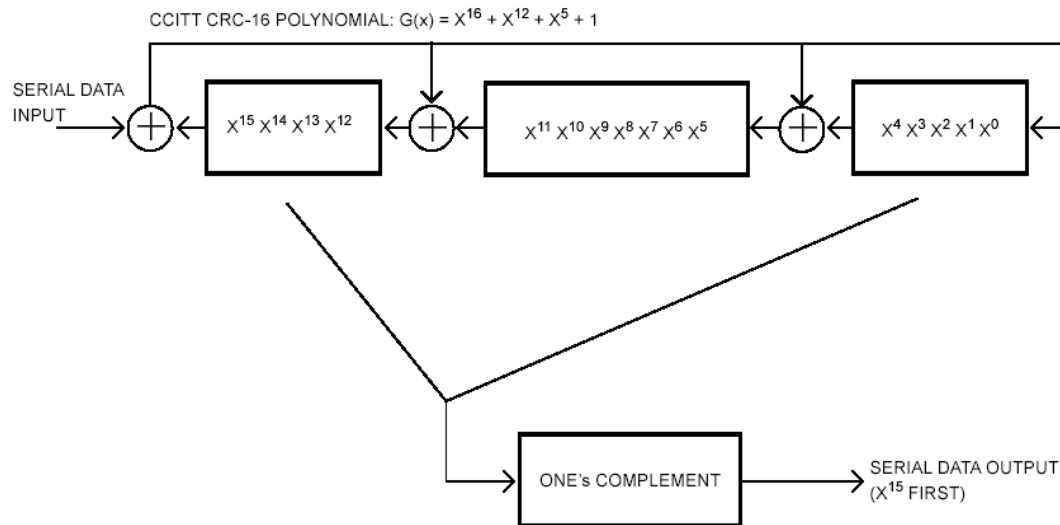 CCITT CRC-16 POLYNOMIAL: G(x) = X¹⁶ + X¹² + X⁵ + 1
SERIAL DATA
INPUT
X¹⁵ X¹⁴ X¹³ X¹²
X¹¹ X¹⁰ X⁹ X⁸ X⁷ X⁶ X⁵
X⁴ X³ X² X¹ X⁰
ONE's COMPLEMENT
SERIAL DATA OUTPUT
(X¹⁵ FIRST)